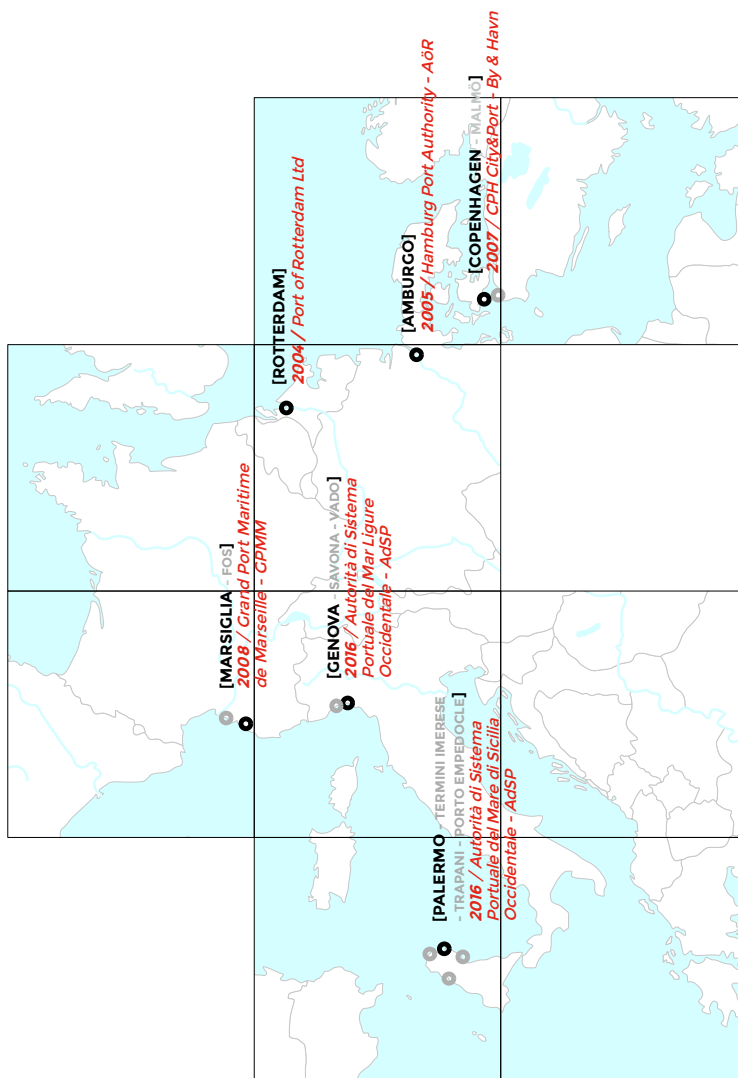 [COPENHAGEN - MALMÖ]
2007 / CPH City&Port - By & Havn
[AMBURGO]
2005 / Hamburg Port Authority - AöR
[ROTTERDAM]
2004 / Port of Rotterdam Ltd
[MARSIGLIA - FOS]
2008 / Grand Port Maritime
de Marseille - GPMM
[GENOVA - SAVONA - VADO]
2016 / Autorità di Sistema
Portuale del Mar Ligure
Occidentale - AdSP
[PALERMO - TERMINI IMERESE
- TRAPANI - PORTO EMPEDOCLE]
2016 / Autorità di Sistema
Portuale del Mare di Sicilia
Occidentale - AdSP